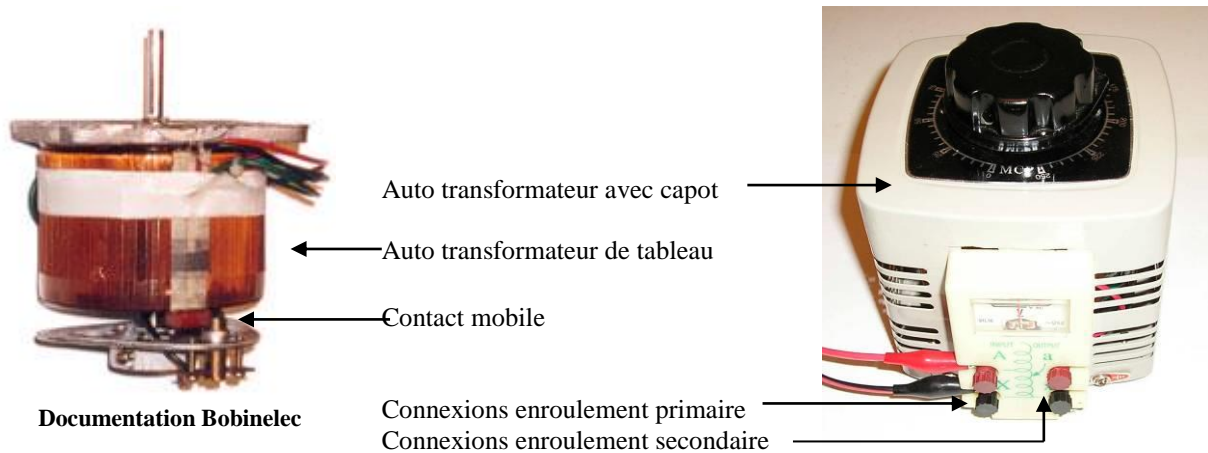 Auto transformateur avec capot
Auto transformateur de tableau
Contact mobile
Documentation Bobinelec
Connexions enroulement primaire
Connexions enroulement secondaire
INPUT OUTPUT
A a
X